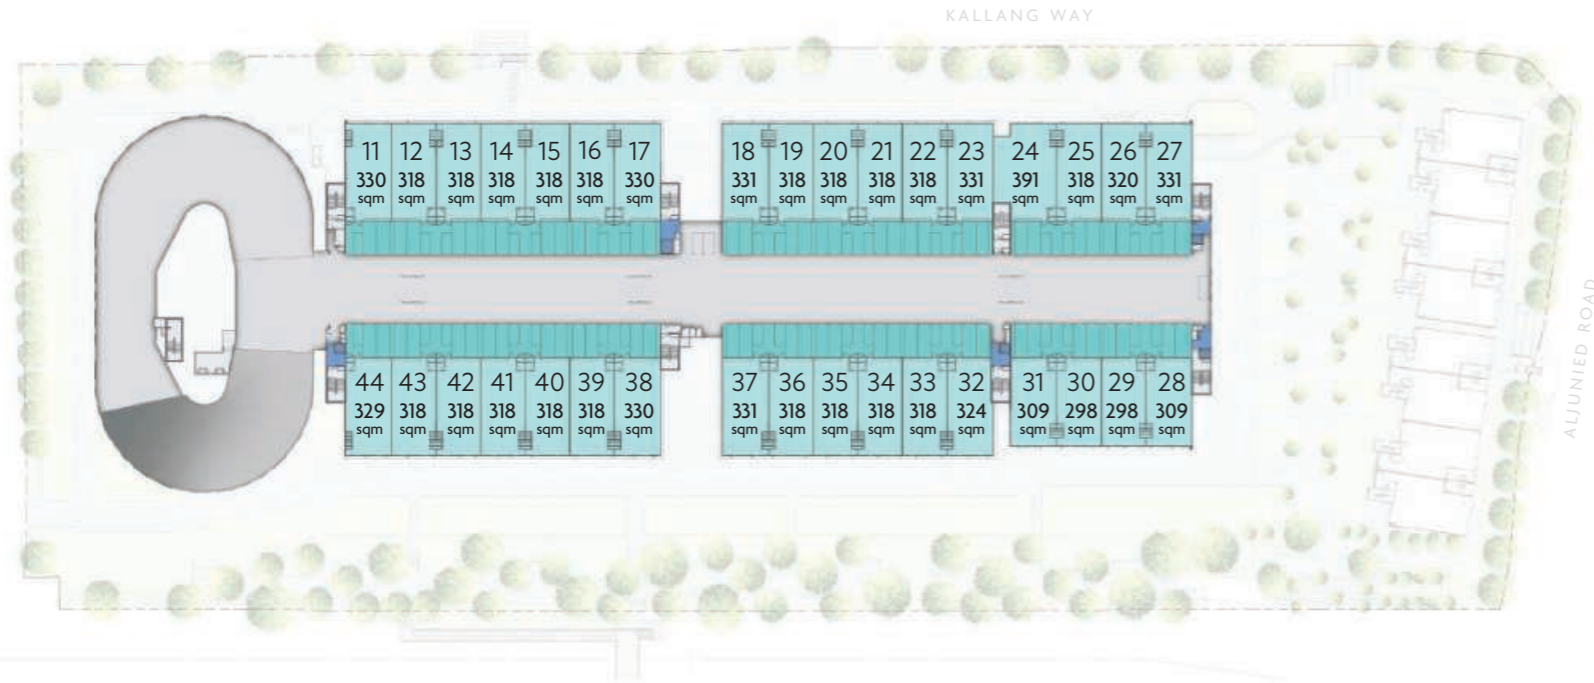 KALLANG WAY
11 12 13 14 15 16 17 18 19 20 21 22 23 24 25 26 27
330 318 318 318 318 318 330 331 318 318 318 318 331 391 318 320 331
sqm sqm sqm sqm sqm sqm sqm sqm sqm sqm sqm sqm sqm sqm sqm sqm sqm
44 43 42 41 40 39 38 37 36 35 34 33 32 31 30 29 28
329 318 318 318 318 318 330 331 318 318 318 318 324 309 298 298 309
sqm sqm sqm sqm sqm sqm sqm sqm sqm sqm sqm sqm sqm sqm sqm sqm sqm
ALJUNIED ROAD